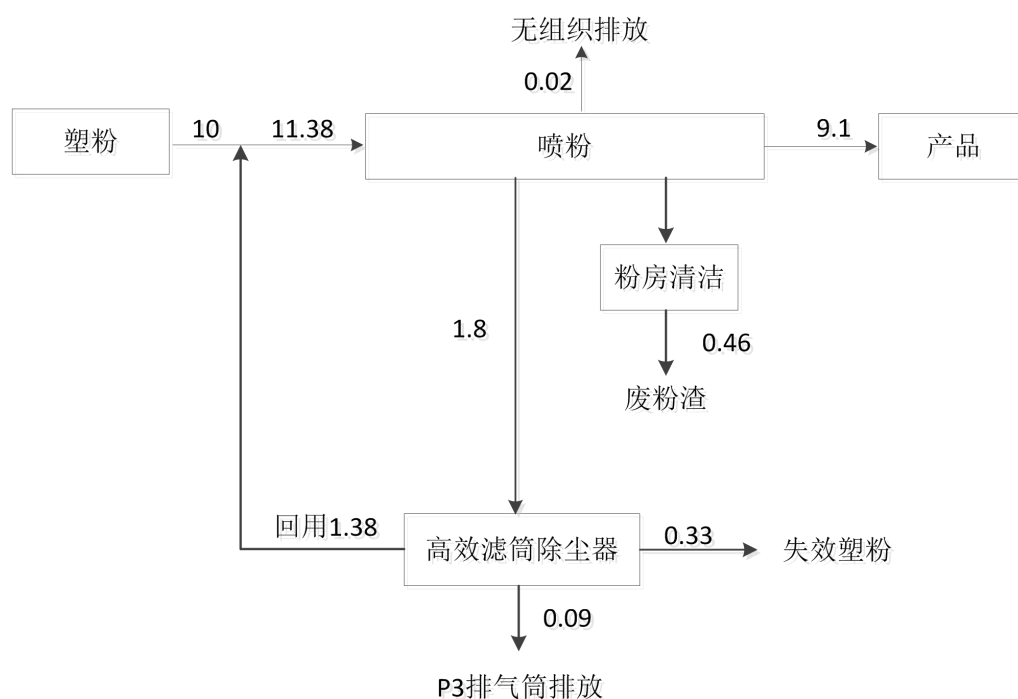 无组织排放
0.02
塑粉
10
11.38
喷粉
9.1
产品
粉房清洁
1.8
0.46
废粉渣
回用1.38
高效滤筒除尘器
0.33
失效塑粉
0.09
P3排气筒排放